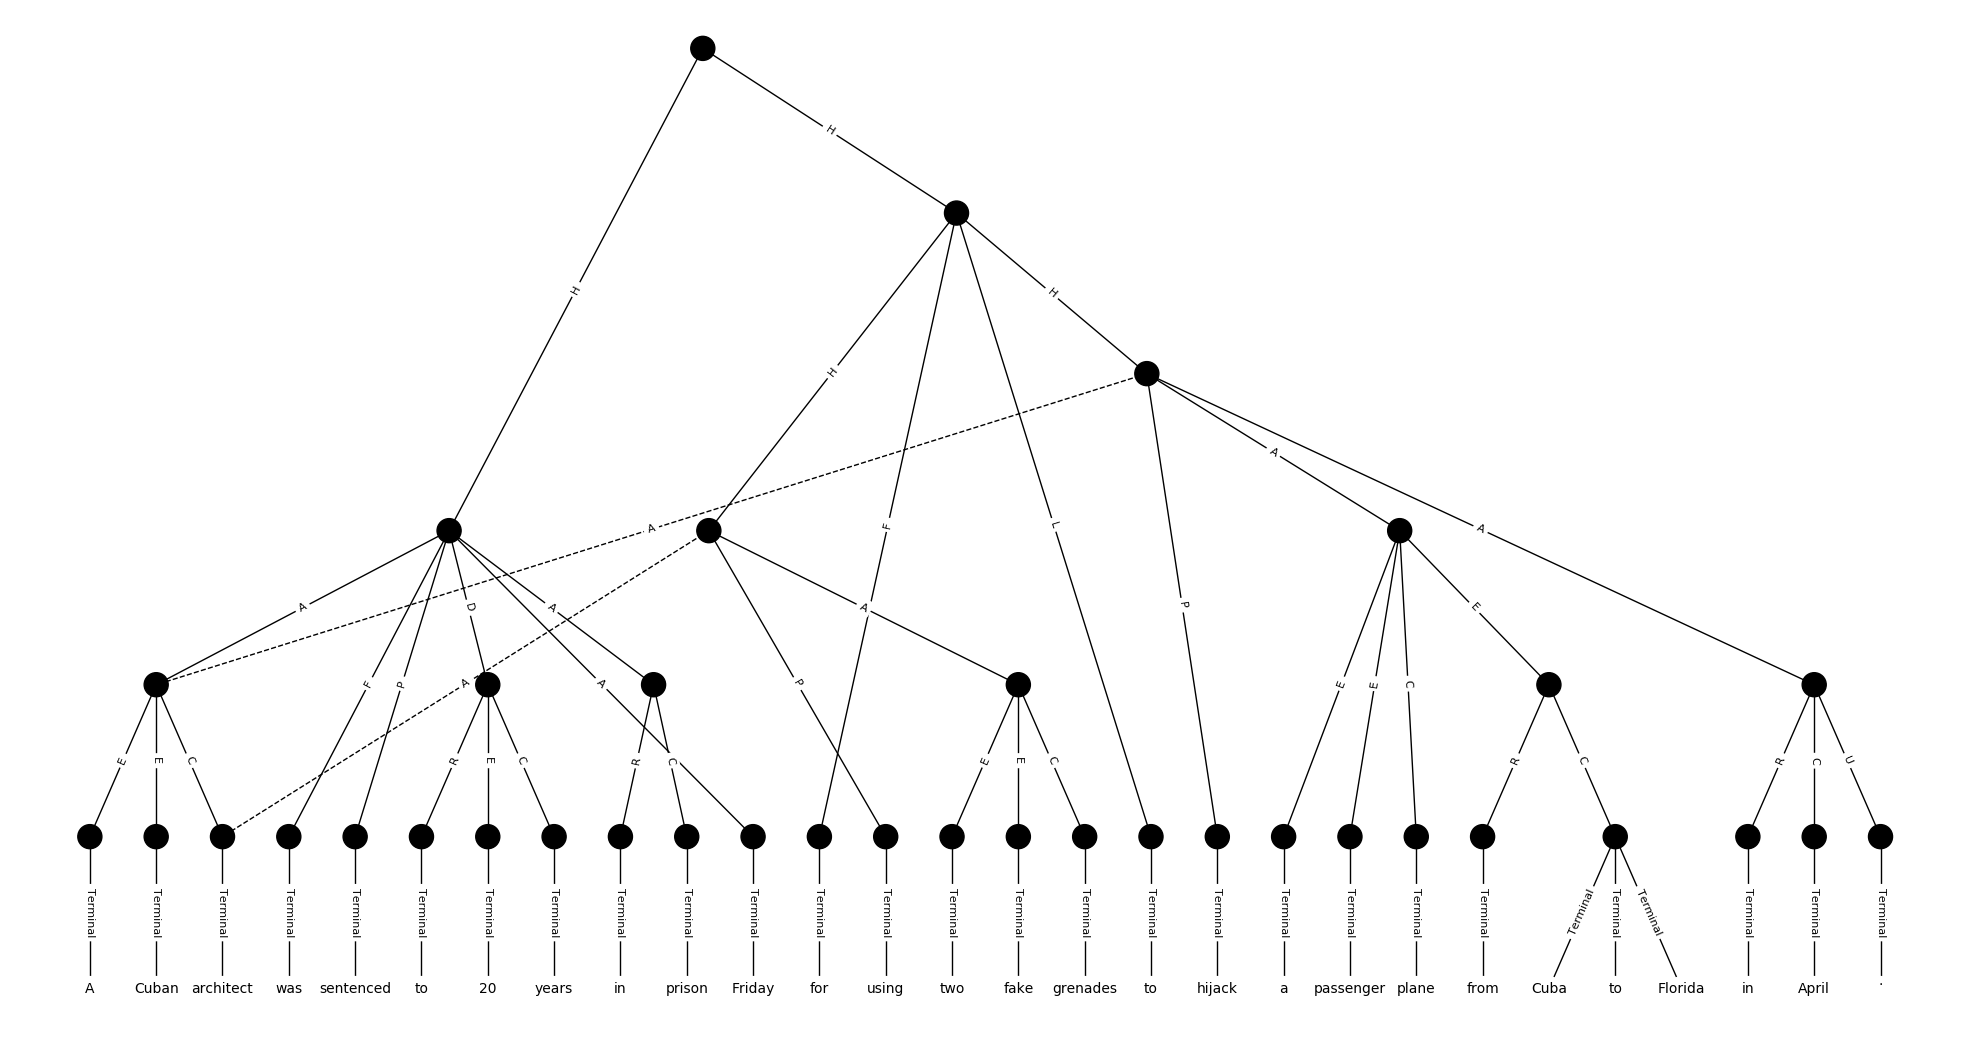 H
H
H
H
F
L
H
A
A
A
A
F
P
D
A
A
A
P
A
P
E
E
C
E
E
E
C
R
E
C
R
C
E
E
C
R
C
R
C
U
Terminal Terminal Terminal Terminal Terminal Terminal Terminal Terminal Terminal Terminal Terminal Terminal Terminal Terminal Terminal Terminal Terminal Terminal Terminal Terminal Terminal Terminal Terminal Terminal Terminal Terminal Terminal Terminal
A Cuban architect was sentenced to 20 years in prison Friday for using two fake grenades to hijack a passenger plane from Cuba to Florida in April .